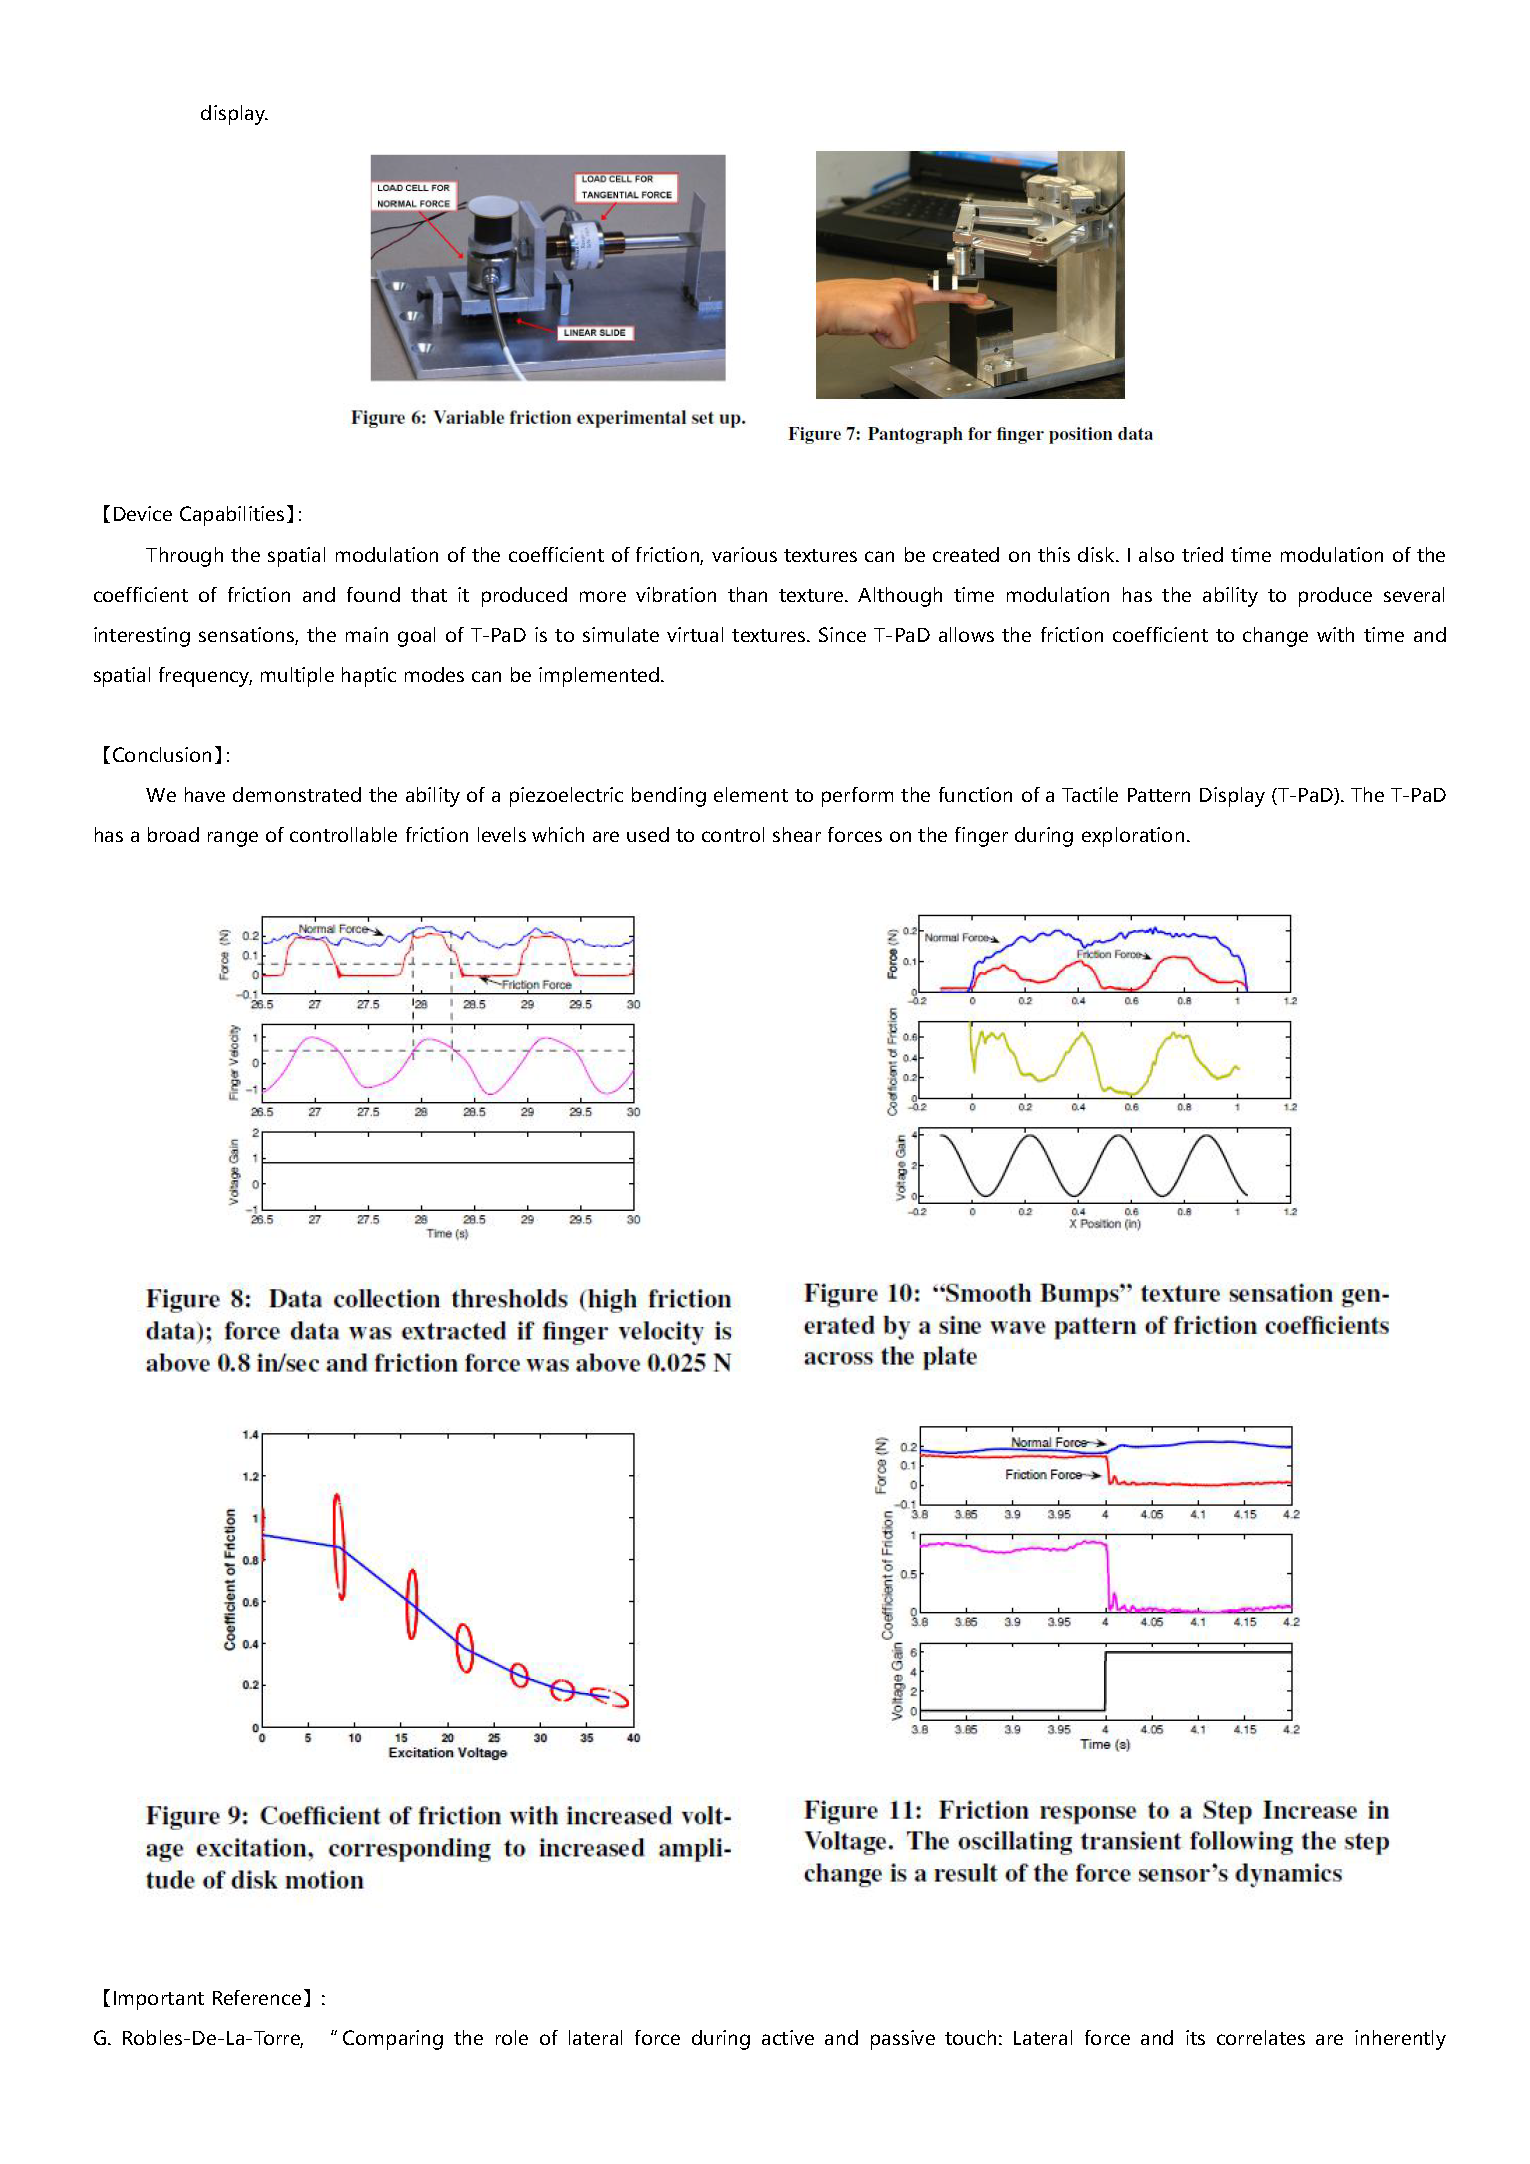 display.
LOAD CELL FOR
NORMAL FORCE
LOAD CELL FOR
TANGENTIAL FORCE
LINEAR SLIDE
Figure 6: Variable friction experimental set up.
Figure 7: Pantograph for finger position data
【Device Capabilities】:
Through the spatial modulation of the coefficient of friction, various textures can be created on this disk. I also tried time modulation of the
coefficient of friction and found that it produced more vibration than texture. Although time modulation has the ability to produce several
interesting sensations, the main goal of T-PaD is to simulate virtual textures. Since T-PaD allows the friction coefficient to change with time and
spatial frequency, multiple haptic modes can be implemented.
【Conclusion】:
We have demonstrated the ability of a piezoelectric bending element to perform the function of a Tactile Pattern Display (T-PaD). The T-PaD
has a broad range of controllable friction levels which are used to control shear forces on the finger during exploration.
Force (N)
0.2
0.1
0
-0.1
Normal Force
Friction Force
26.5 27 27.5 28 28.5 29 29.5 30
Finger Velocity
1
0
-1
26.5 27 27.5 28 28.5 29 29.5 30
Voltage Gain
2
1
0
-1
26.5 27 27.5 28 28.5 29 29.5 30
Time (s)
Figure 8: Data collection thresholds (high friction
data); force data was extracted if finger velocity is
above 0.8 in/sec and friction force was above 0.025 N
Force (N)
0.2
0.1
0
Normal Force
Friction Force
-0.2 0 0.2 0.4 0.6 0.8 1 1.2
Coefficient of Friction
0.6
0.4
0.2
0
-0.2 0 0.2 0.4 0.6 0.8 1 1.2
Voltage Gain
4
2
0
-0.2 0 0.2 0.4 0.6 0.8 1 1.2
X Position (in)
Figure 10: “Smooth Bumps” texture sensation gen-
erated by a sine wave pattern of friction coefficients
across the plate
Coefficient of Friction
1.4
1.2
1
0.8
0.6
0.4
0.2
0
0 5 10 15 20 25 30 35 40
Excitation Voltage
Figure 9: Coefficient of friction with increased volt-
age excitation, corresponding to increased ampli-
tude of disk motion
Force (N)
0.2
0.1
0
-0.1
Normal Force
Friction Force
3.8 3.85 3.9 3.95 4 4.05 4.1 4.15 4.2
Coefficient of Friction
1
0.5
0
3.8 3.85 3.9 3.95 4 4.05 4.1 4.15 4.2
Voltage Gain
6
4
2
0
3.8 3.85 3.9 3.95 4 4.05 4.1 4.15 4.2
Time (s)
Figure 11: Friction response to a Step Increase in
Voltage. The oscillating transient following the step
change is a result of the force sensor's dynamics
【Important Reference】:
G. Robles-De-La-Torre, “Comparing the role of lateral force during active and passive touch: Lateral force and its correlates are inherently